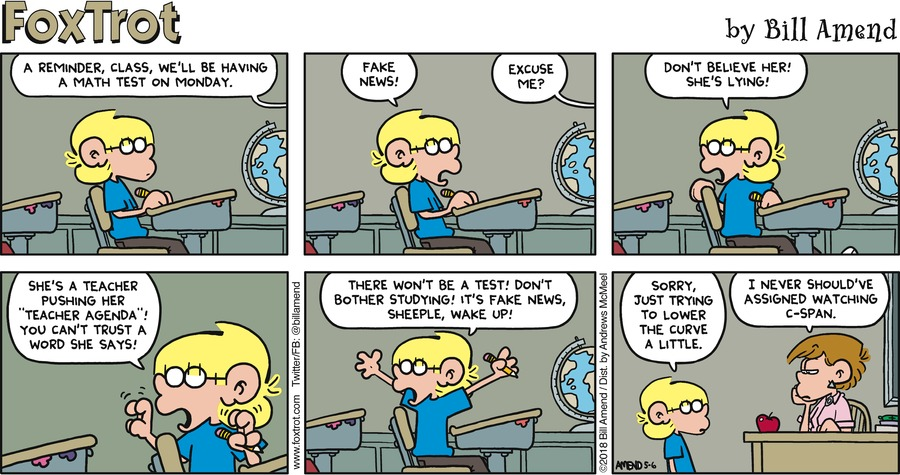 FOXTROT
by Bill Amend
A REMINDER, CLASS, WE'LL BE HAVING
A MATH TEST ON MONDAY.
FAKE
NEWS!
EXCUSE
ME?
DON'T BELIEVE HER!
SHE'S LYING!
SHE'S A TEACHER
PUSHING HER
"TEACHER AGENDA"!
YOU CAN'T TRUST A
WORD SHE SAYS!
www.foxtrot.com Twitter/FB: @billamend
THERE WON'T BE A TEST! DON'T
BOTHER STUDYING! IT'S FAKE NEWS,
SHEEPLE, WAKE UP!
©2018 Bill Amend / Dist. by Andrews McMeel
SORRY,
JUST TRYING
TO LOWER
THE CURVE
A LITTLE.
I NEVER SHOULD'VE
ASSIGNED WATCHING
C-SPAN.
AMEND 5-6